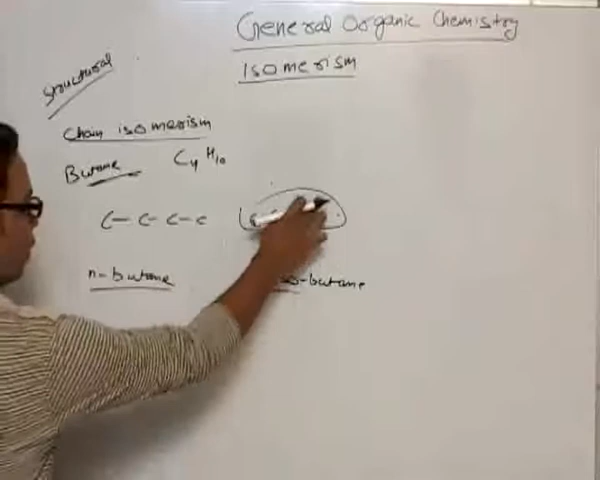 General Organic Chemistry
Isomerism
Structural
Chain isomerism
Butane C4H10
C- C- C- C
n-butane
-butane